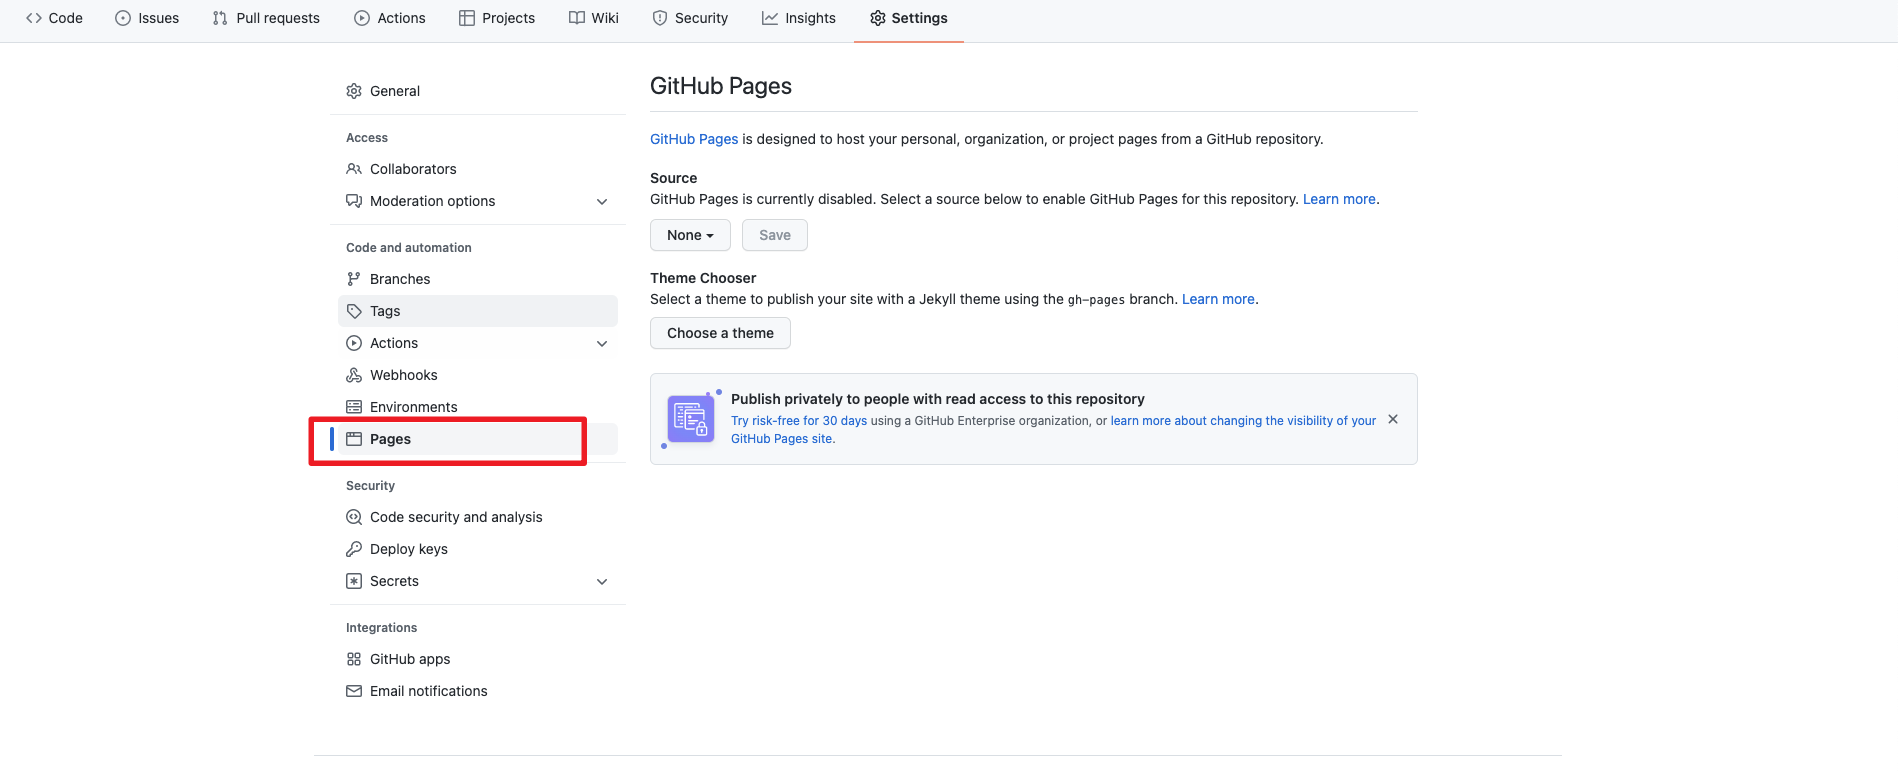 Code Issues Pull requests Actions Projects Wiki Security Insights Settings
General
Access
Collaborators
Moderation options
Code and automation
Branches
Tags
Actions
Webhooks
Environments
Pages
Security
Code security and analysis
Deploy keys
Secrets
Integrations
GitHub apps
Email notifications
GitHub Pages
GitHub Pages is designed to host your personal, organization, or project pages from a GitHub repository.
Source
GitHub Pages is currently disabled. Select a source below to enable GitHub Pages for this repository. Learn more.
None Save
Theme Chooser
Select a theme to publish your site with a Jekyll theme using the gh-pages branch. Learn more.
Choose a theme
Publish privately to people with read access to this repository
Try risk-free for 30 days using a GitHub Enterprise organization, or learn more about changing the visibility of your
GitHub Pages site.